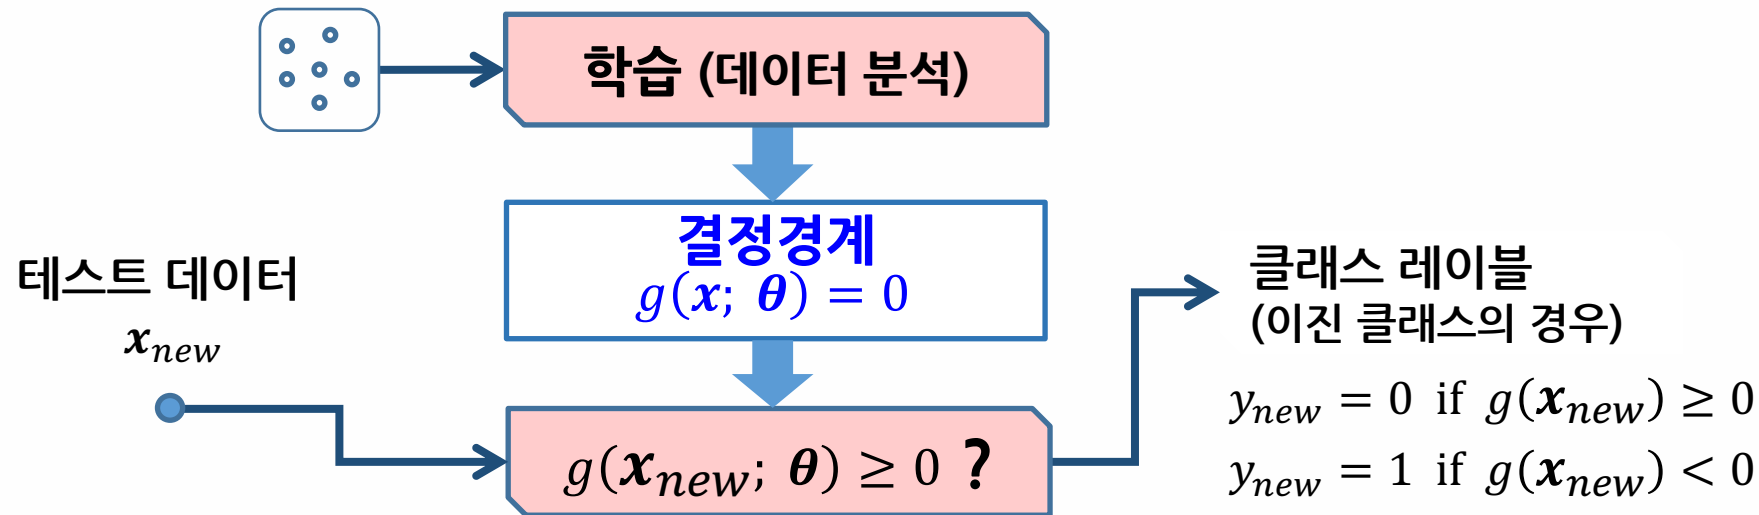 학습 (데이터 분석)
결정경계
g(x; θ) = 0
테스트 데이터
x_new
g(x_new; θ) ≥ 0 ?
클래스 레이블
(이진 클래스의 경우)
y_new = 0 if g(x_new) ≥ 0
y_new = 1 if g(x_new) < 0